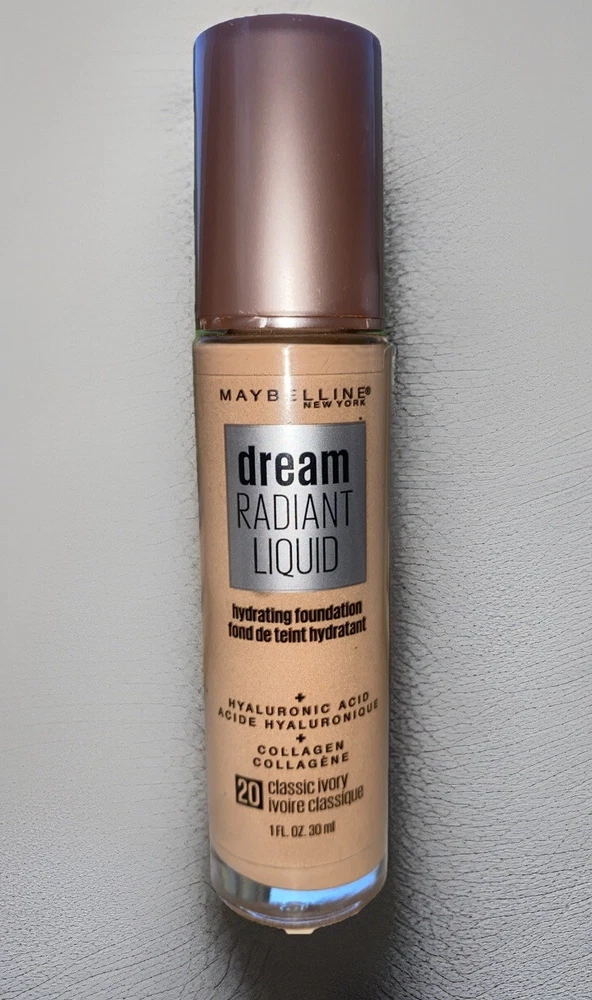 MAYBELLINE®
NEW YORK
dream
RADIANT
LIQUID
hydrating foundation
fond de teint hydratant
+
HYALURONIC ACID
ACIDE HYALURONIQUE
+
COLLAGEN
COLLAGÈNE
20 classic ivory
ivoire classique
1 FL. OZ. 30 ml